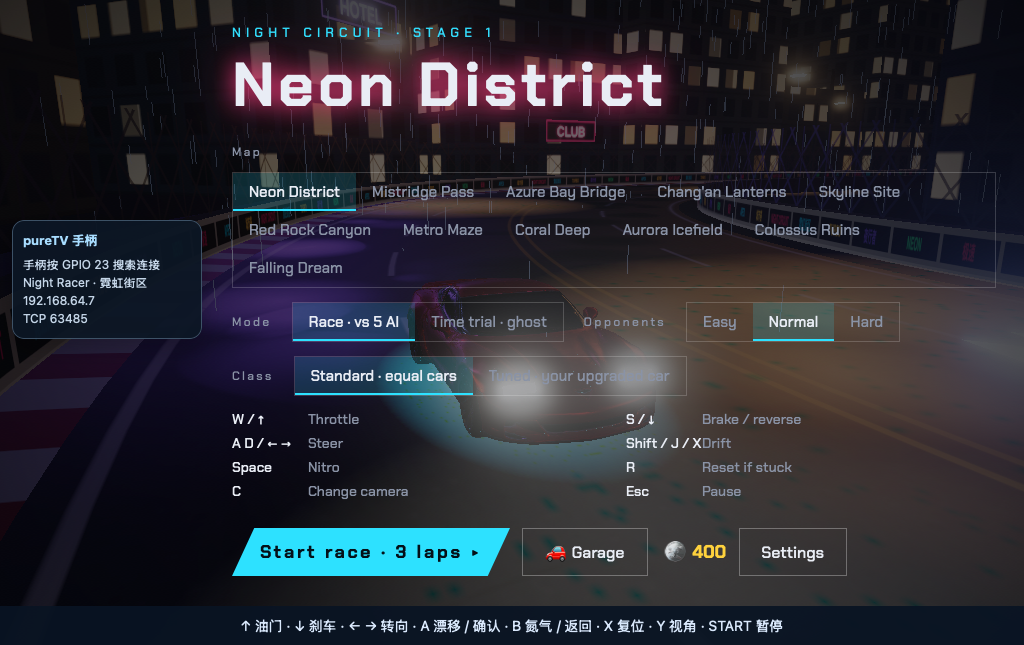 HOTEL
NIGHT CIRCUIT · STAGE 1
Neon District
CLUB
Map
Neon District Mistridge Pass Azure Bay Bridge Chang'an Lanterns Skyline Site
Red Rock Canyon Metro Maze Coral Deep Aurora Icefield Colossus Ruins
Falling Dream
NEON
pureTV 手柄
手柄按 GPIO 23 搜索连接
Night Racer · 霓虹街区
192.168.64.7
TCP 63485
Mode Race · vs 5 AI Time trial · ghost Opponents Easy Normal Hard
Class Standard · equal cars Tuned · your upgraded car
W / ↑ Throttle S / ↓ Brake / reverse
A D / ← → Steer Shift / J / X Drift
Space Nitro R Reset if stuck
C Change camera Esc Pause
Start race · 3 laps ▸ 🚗 Garage 400 Settings
↑ 油门 · ↓ 刹车 · ← → 转向 · A 漂移 / 确认 · B 氮气 / 返回 · X 复位 · Y 视角 · START 暂停